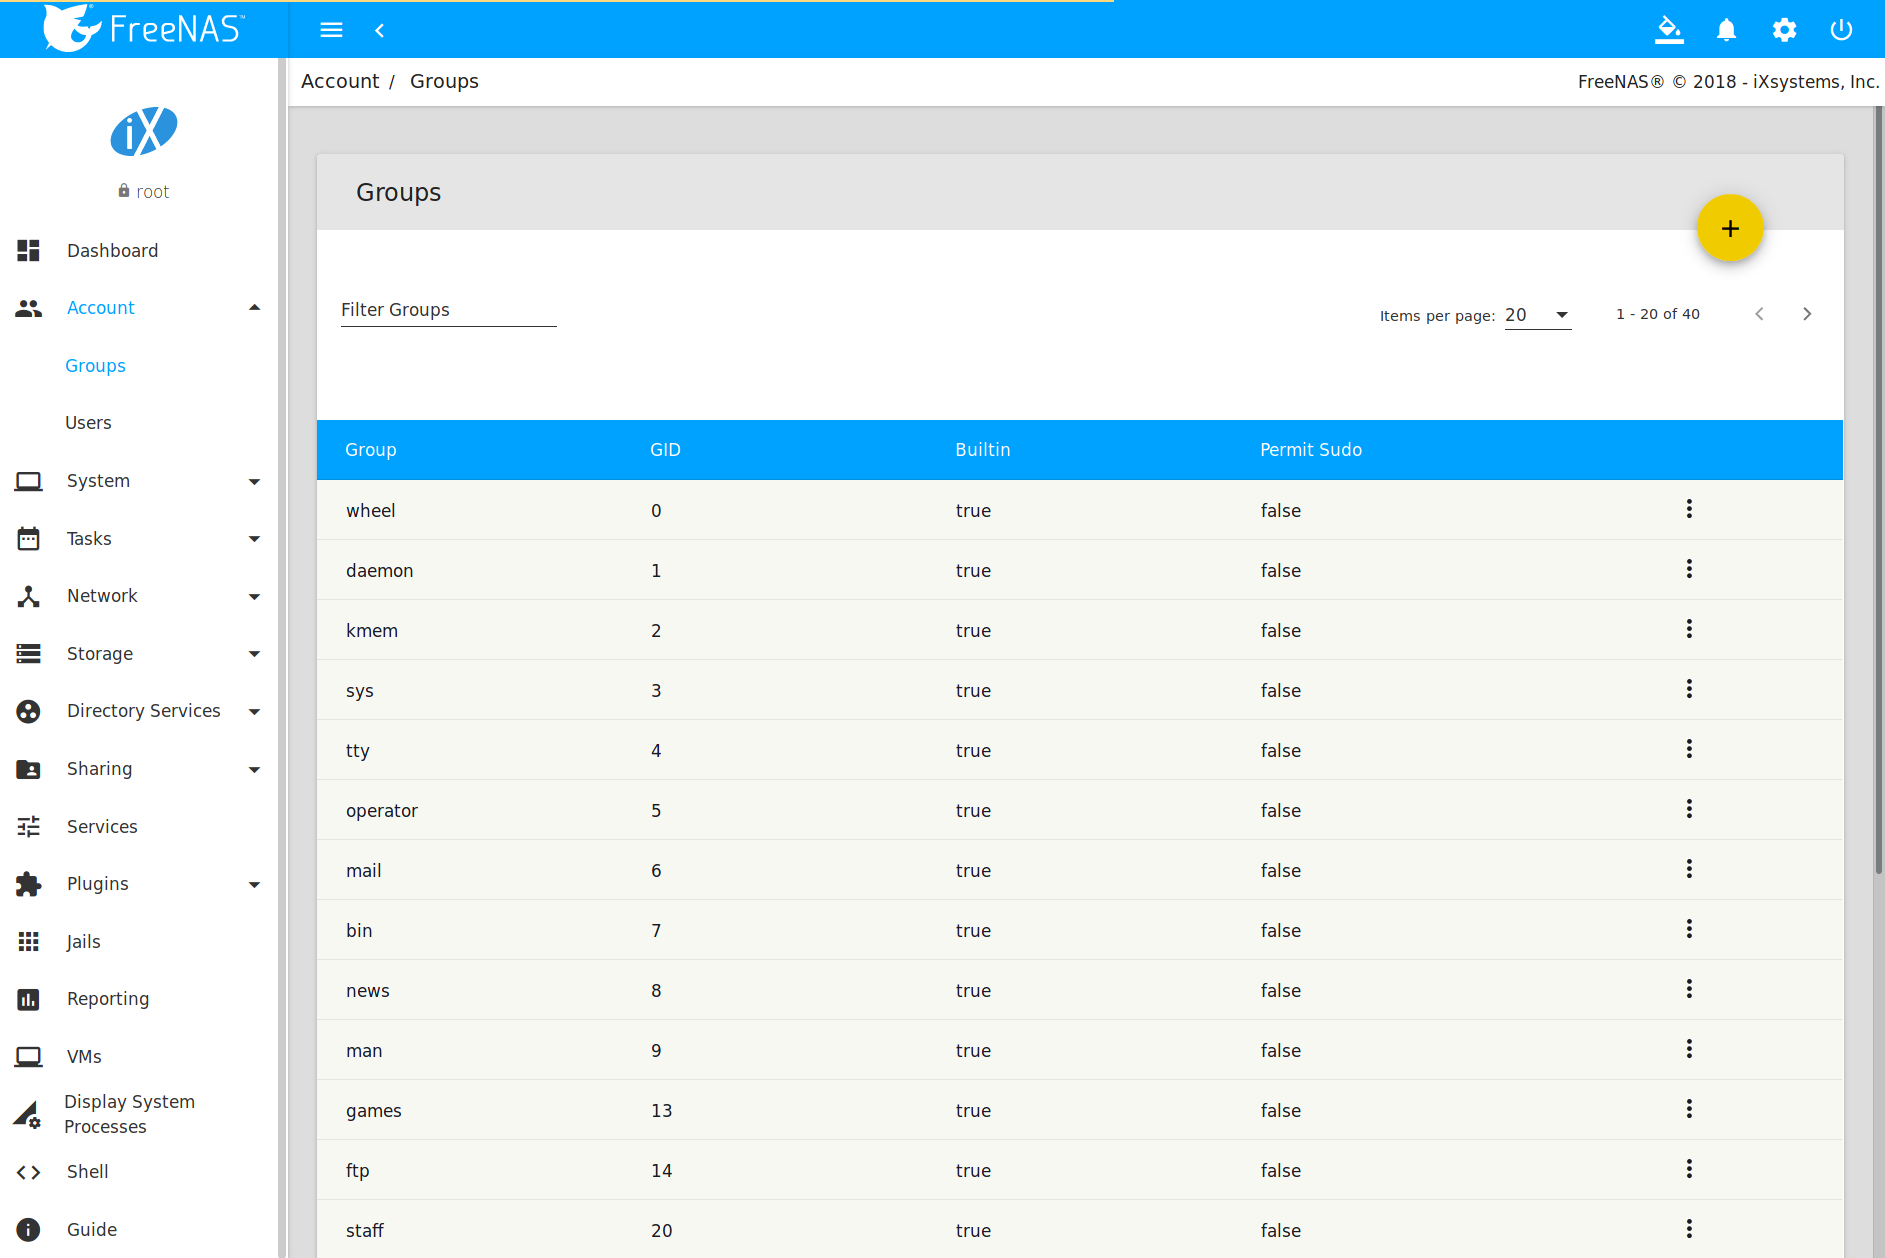 FreeNAS™
Account / Groups
FreeNAS® © 2018 - iXsystems, Inc.
iX
root
Dashboard
Account
Groups
Users
System
Tasks
Network
Storage
Directory Services
Sharing
Services
Plugins
Jails
Reporting
VMs
Display System
Processes
Shell
Guide
Groups
+
Filter Groups
Items per page: 20
1 - 20 of 40
Group GID Builtin Permit Sudo
wheel 0 true false
daemon 1 true false
kmem 2 true false
sys 3 true false
tty 4 true false
operator 5 true false
mail 6 true false
bin 7 true false
news 8 true false
man 9 true false
games 13 true false
ftp 14 true false
staff 20 true false